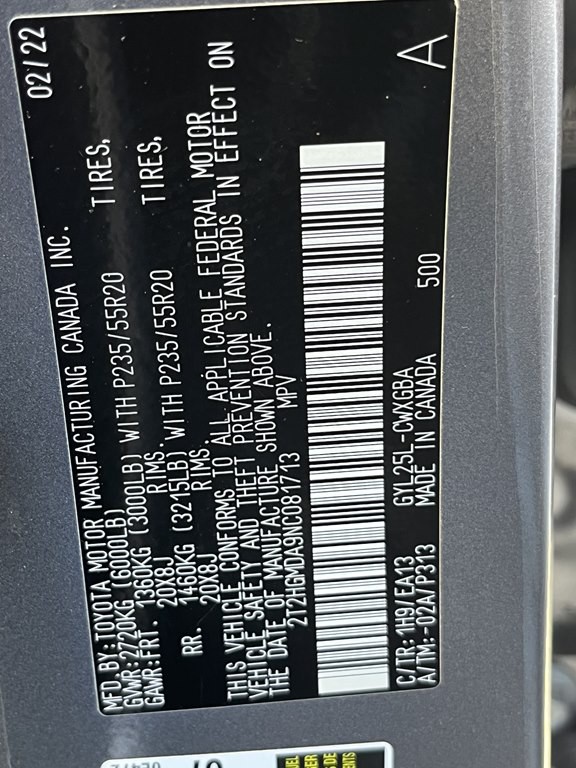 MFD BY:TOYOTA MOTOR MANUFACTURING CANADA INC. 02/22
GVWR:2720KG (6000LB)
GAWR:FRT. 1360KG (3000LB) WITH P235/55R20 TIRES,
20X8J RIMS.
RR. 1460KG (3215LB) WITH P235/55R20 TIRES,
20X8J RIMS.
THIS VEHICLE CONFORMS TO ALL APPLICABLE FEDERAL MOTOR
VEHICLE SAFETY AND THEFT PREVENTION STANDARDS IN EFFECT ON
THE DATE OF MANUFACTURE SHOWN ABOVE.
2T2HGMDA9NC081713 MPV
C/TR:1H9/EA13 GYL25L-CWXGBA A
A/TM:-02A/P313 MADE IN CANADA 500